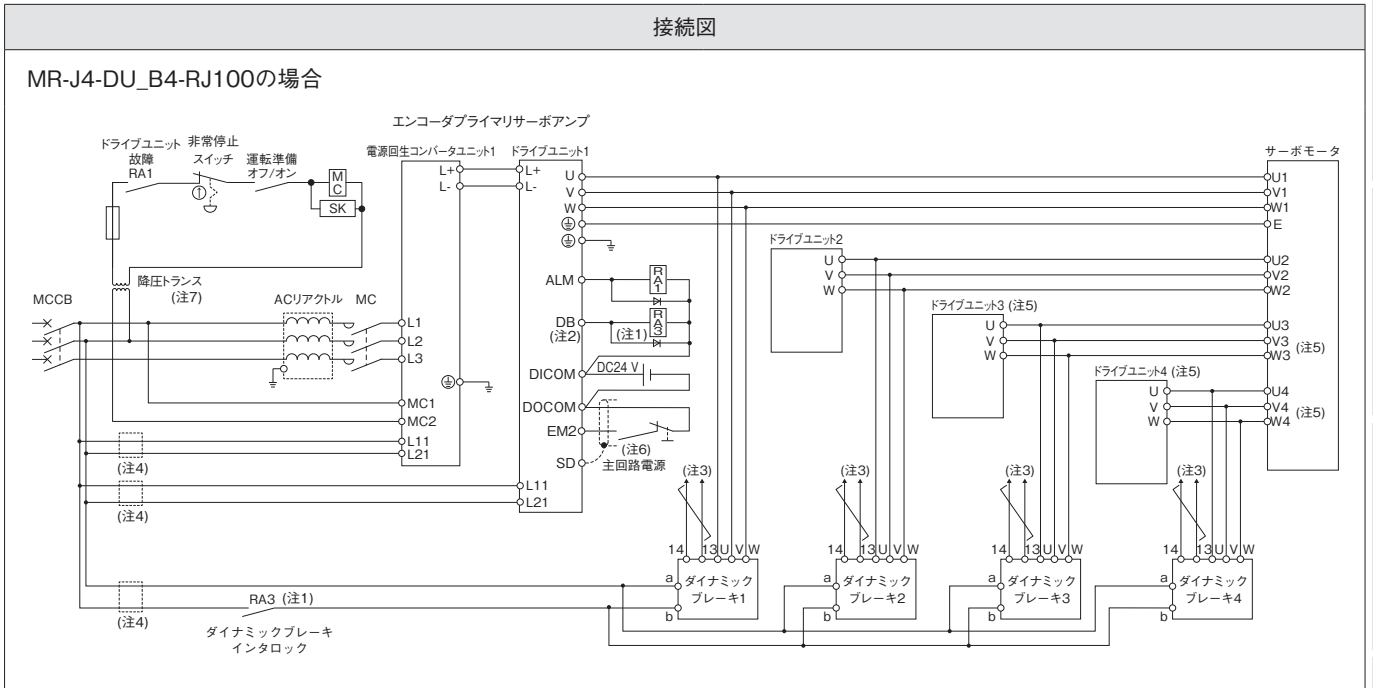 接続図
MR-J4-DU_B4-RJ100の場合
エンコーダプライマリサーボアンプ
ドライブユニット
故障
RA1
非常停止
スイッチ
運転準備
オフ/オン
MC
SK
電源回生コンバータユニット1
ドライブユニット1
サーボモータ
L+
L-
L+
L-
U
V
W
U1
V1
W1
E
ドライブユニット2
U
V
W
U2
V2
W2
降圧トランス
(注7)
MCCB
ACリアクトル
MC
L1
L2
L3
ALM
RA1
DB
(注2)
(注1)
RA3
DICOM
DC24 V
DOCOM
EM2
(注6)
主回路電源
SD
ドライブユニット3 (注5)
U
V
W
U3
V3
W3
(注5)
ドライブユニット4 (注5)
U
V
W
U4
V4
W4
(注5)
MC1
MC2
L11
L21
(注4)
L11
L21
(注4)
(注3)
(注3)
(注3)
(注3)
14 13 U V W
14 13 U V W
14 13 U V W
14 13 U V W
a
b
ダイナミック
ブレーキ1
a
b
ダイナミック
ブレーキ2
a
b
ダイナミック
ブレーキ3
a
b
ダイナミック
ブレーキ4
(注4)
RA3 (注1)
ダイナミックブレーキ
インタロック